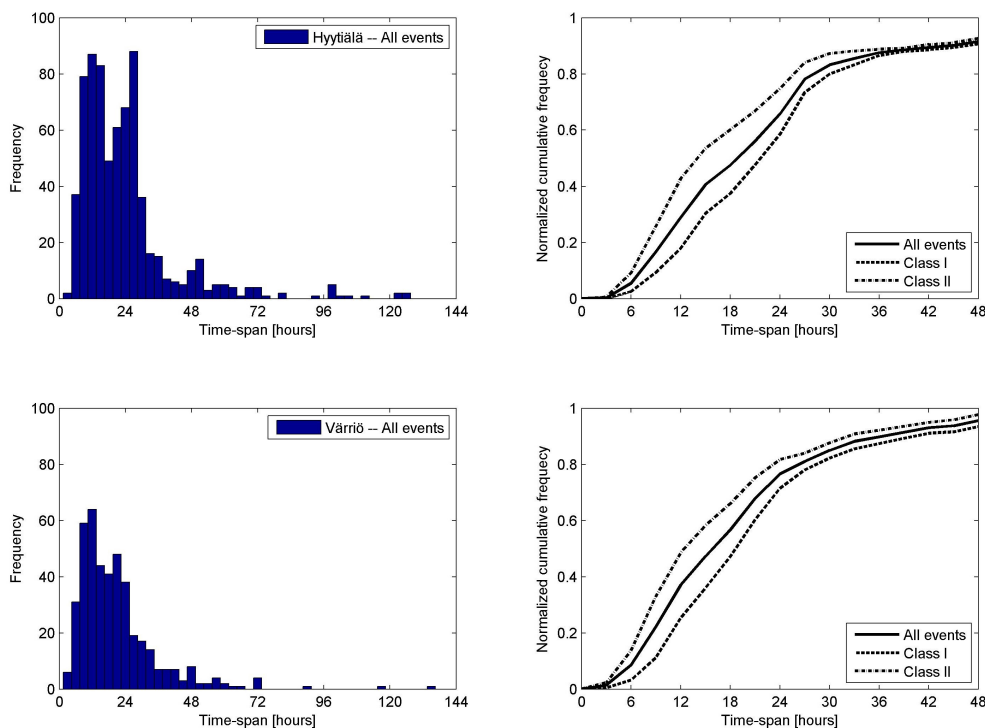 100
80
60
40
20
0
Frequency
Hyytiälä -- All events
0 24 48 72 96 120 144
Time-span [hours]
1
0.8
0.6
0.4
0.2
0
Normalized cumulative frequecy
All events
Class I
Class II
0 6 12 18 24 30 36 42 48
Time-span [hours]
100
80
60
40
20
0
Frequency
Värriö -- All events
0 24 48 72 96 120 144
Time-span [hours]
1
0.8
0.6
0.4
0.2
0
Normalized cumulative frequecy
All events
Class I
Class II
0 6 12 18 24 30 36 42 48
Time-span [hours]